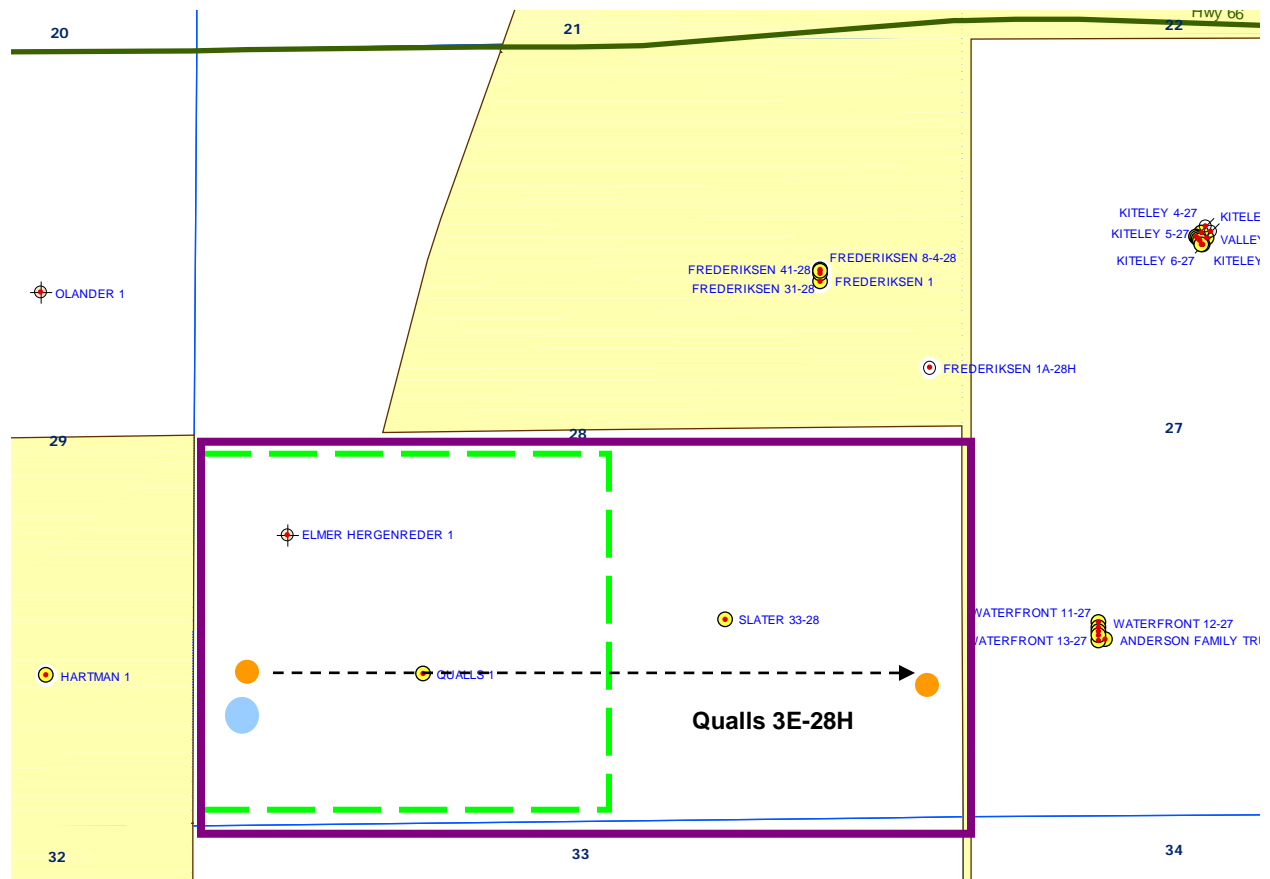 Hwy 66
20
21
22
KITELEY 4-27
KITELE
KITELEY 5-27
VALLEY
KITELEY 6-27
KITELEY
FREDERIKSEN 8-4-28
FREDERIKSEN 41-28
FREDERIKSEN 1
FREDERIKSEN 31-28
OLANDER 1
FREDERIKSEN 1A-28H
29
28
27
ELMER HERGENREDER 1
SLATER 33-28
WATERFRONT 11-27
WATERFRONT 12-27
WATERFRONT 13-27
ANDERSON FAMILY TRU
HARTMAN 1
QUALLS 1
Qualls 3E-28H
32
33
34